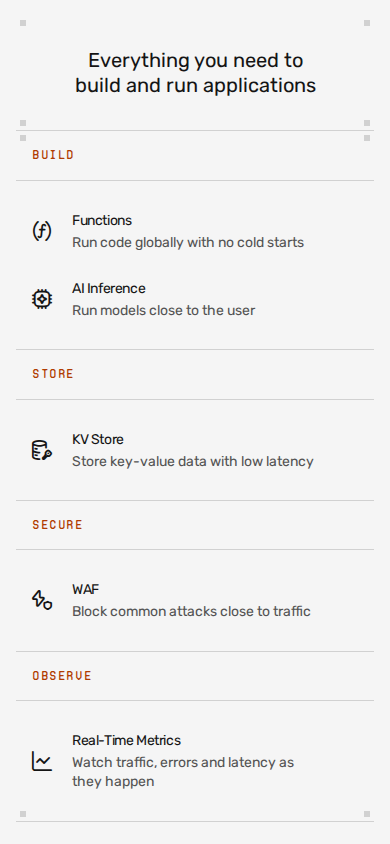 Everything you need to
build and run applications
BUILD
Functions
Run code globally with no cold starts
AI Inference
Run models close to the user
STORE
KV Store
Store key-value data with low latency
SECURE
WAF
Block common attacks close to traffic
OBSERVE
Real-Time Metrics
Watch traffic, errors and latency as
they happen